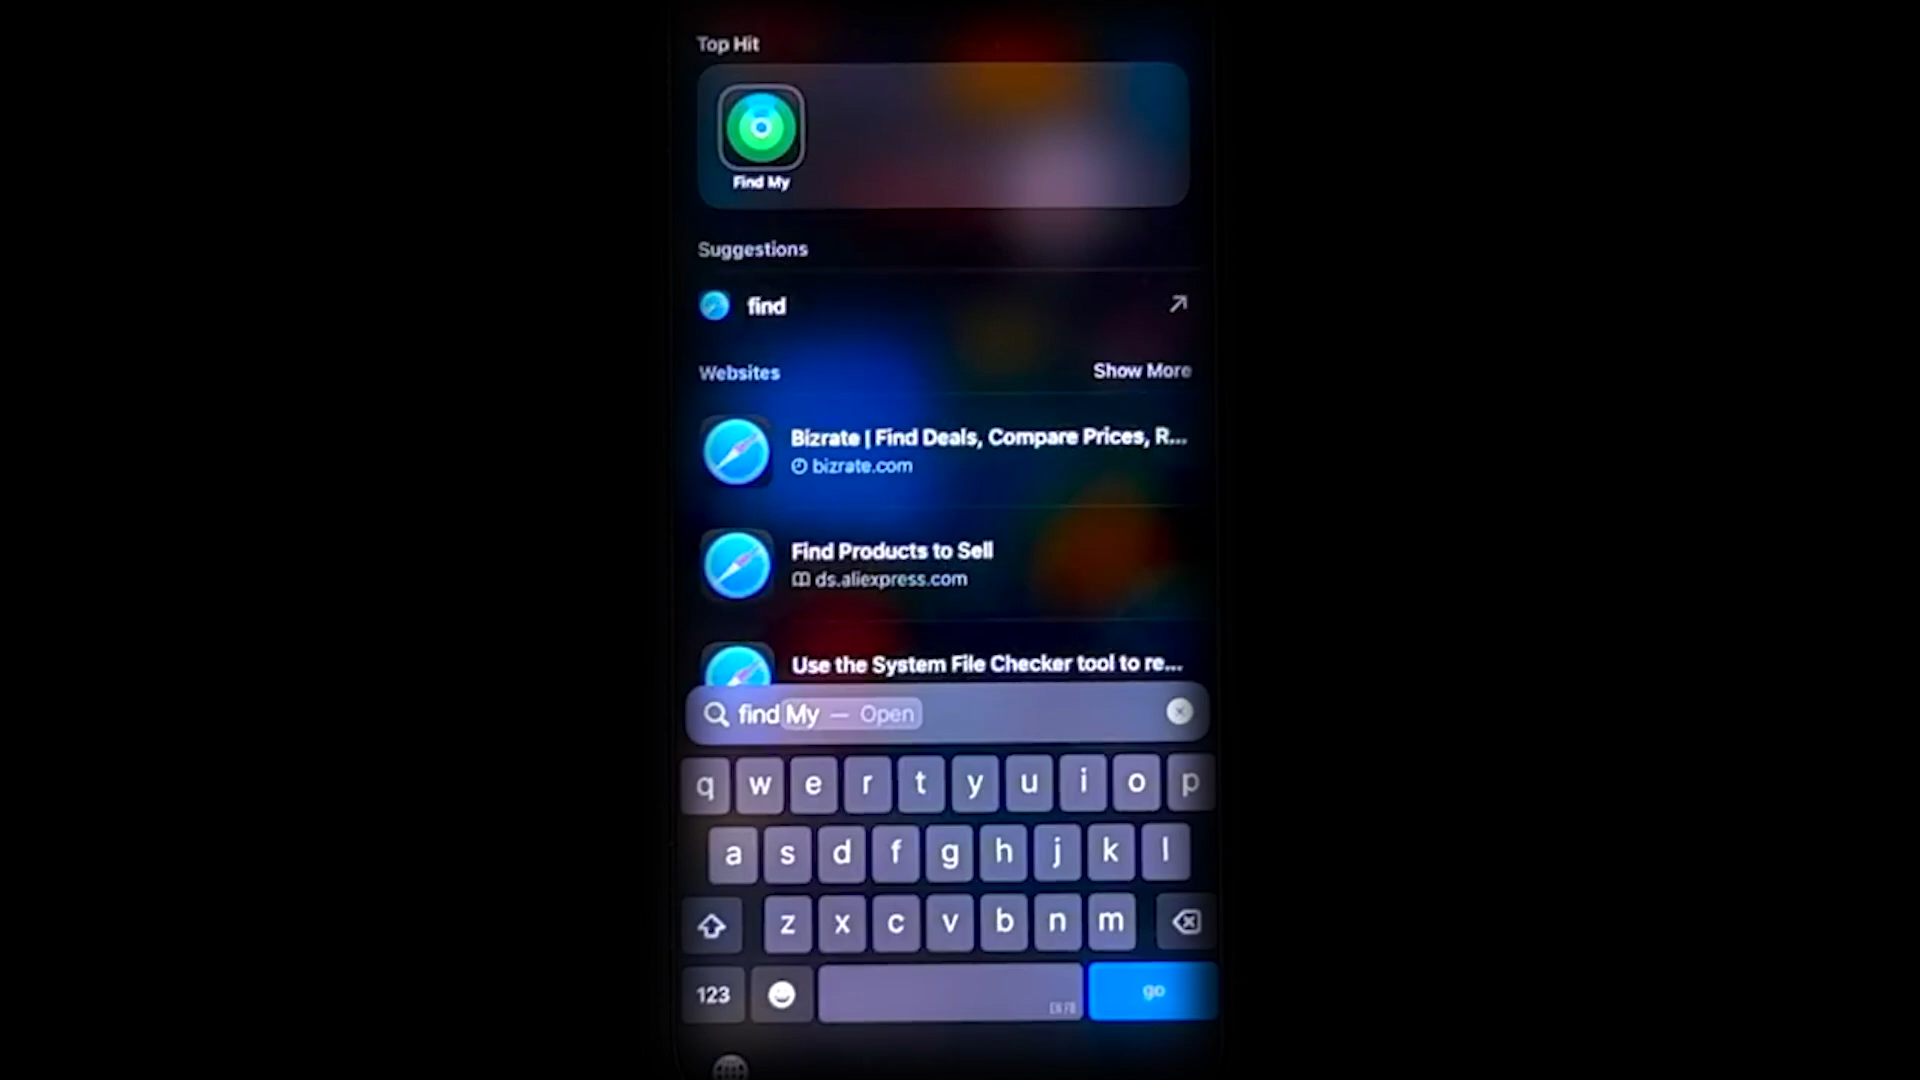 Top Hit
Find My
Suggestions
find
Websites Show More
Bizrate | Find Deals, Compare Prices, R...
bizrate.com
Find Products to Sell
ds.aliexpress.com
Use the System File Checker tool to re...
find My — Open
q w e r t y u i o p
a s d f g h j k l
z x c v b n m
123
go